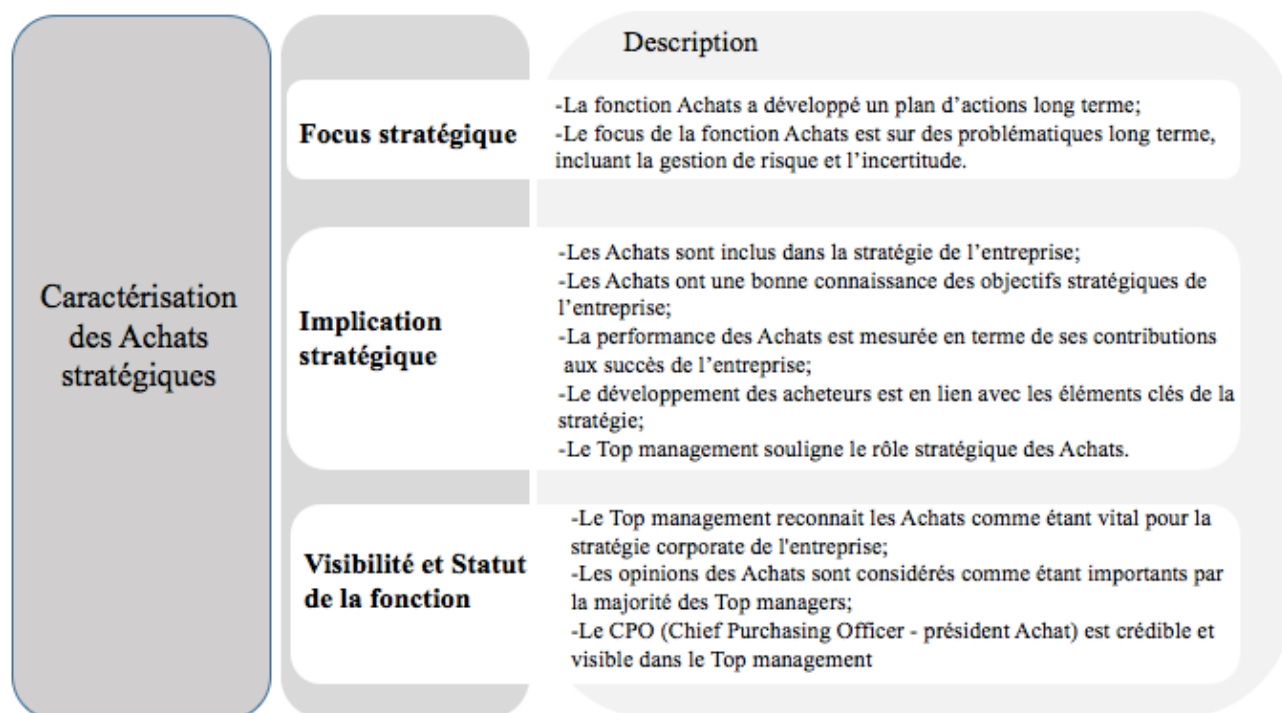 Description
Caractérisation
des Achats
stratégiques
Focus stratégique
-La fonction Achats a développé un plan d’actions long terme;
-Le focus de la fonction Achats est sur des problématiques long terme,
incluant la gestion de risque et l’incertitude.
Implication
stratégique
-Les Achats sont inclus dans la stratégie de l’entreprise;
-Les Achats ont une bonne connaissance des objectifs stratégiques de
l’entreprise;
-La performance des Achats est mesurée en terme de ses contributions
aux succès de l’entreprise;
-Le développement des acheteurs est en lien avec les éléments clés de la
stratégie;
-Le Top management souligne le rôle stratégique des Achats.
Visibilité et Statut
de la fonction
-Le Top management reconnait les Achats comme étant vital pour la
stratégie corporate de l'entreprise;
-Les opinions des Achats sont considérés comme étant importants par
la majorité des Top managers;
-Le CPO (Chief Purchasing Officer - président Achat) est crédible et
visible dans le Top management